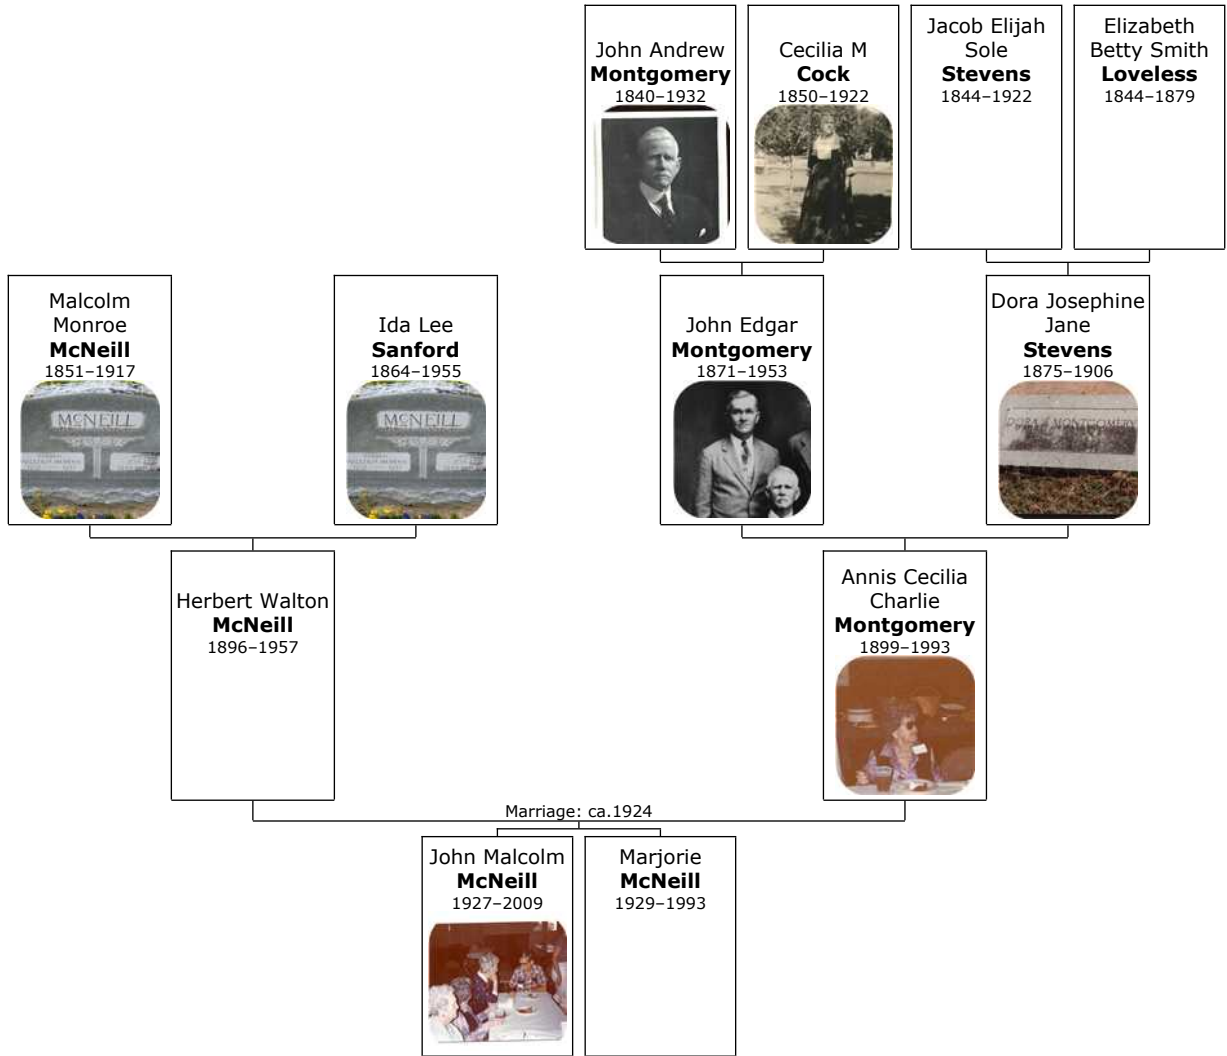 John Andrew
Montgomery
1840–1932
Cecilia M
Cock
1850–1922
Jacob Elijah
Sole
Stevens
1844–1922
Elizabeth
Betty Smith
Loveless
1844–1879
Malcolm
Monroe
McNeill
1851–1917
MCNEILL
Ida Lee
Sanford
1864–1955
MCNEILL
John Edgar
Montgomery
1871–1953
Dora Josephine
Jane
Stevens
1875–1906
MONTGOMERY
Herbert Walton
McNeill
1896–1957
Annis Cecilia
Charlie
Montgomery
1899–1993
Marriage: ca.1924
John Malcolm
McNeill
1927–2009
Marjorie
McNeill
1929–1993